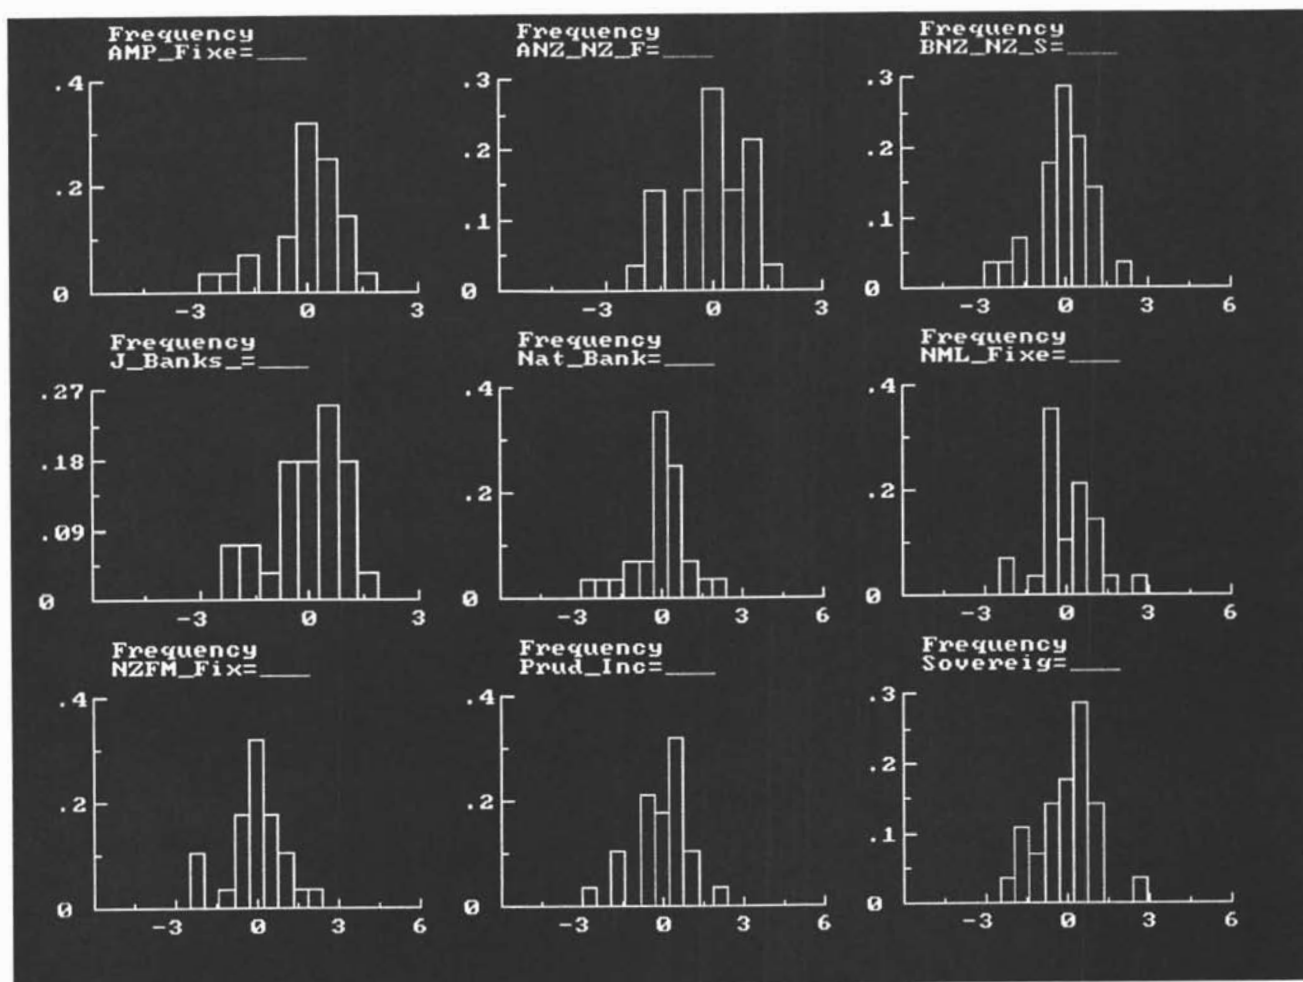 Frequency
AMP_Fixe=____
.4
.2
0
-3 0 3
Frequency
ANZ_NZ_F=____
.3
.2
.1
0
-3 0 3
Frequency
BNZ_NZ_S=____
.3
.2
.1
0
-3 0 3 6
Frequency
J_Banks_=____
.27
.18
.09
0
-3 0 3
Frequency
Nat_Bank=____
.4
.2
0
-3 0 3 6
Frequency
NML_Fixe=____
.4
.2
0
-3 0 3 6
Frequency
NZFM_Fix=____
.4
.2
0
-3 0 3 6
Frequency
Prud_Inc=____
.4
.2
0
-3 0 3 6
Frequency
Sovereig=____
.3
.2
.1
0
-3 0 3 6